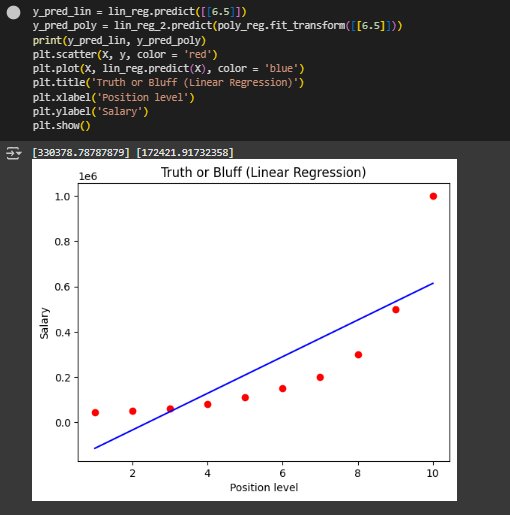 y_pred_lin = lin_reg.predict([[6.5]])
y_pred_poly = lin_reg_2.predict(poly_reg.fit_transform([[6.5]]))
print(y_pred_lin, y_pred_poly)
plt.scatter(X, y, color = 'red')
plt.plot(X, lin_reg.predict(X), color = 'blue')
plt.title('Truth or Bluff (Linear Regression)')
plt.xlabel('Position level')
plt.ylabel('Salary')
plt.show()
[330378.78787879] [172421.91732358]
Truth or Bluff (Linear Regression)
1e6
1.0
0.8
0.6
0.4
0.2
0.0
Salary
2 4 6 8 10
Position level